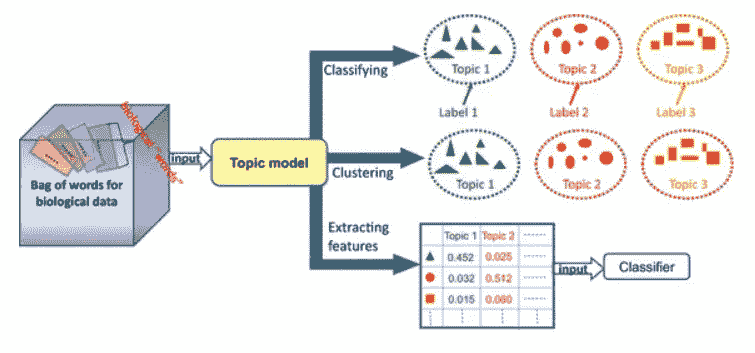 Topic 1
Topic 2
Topic 3
Classifying
Label 1
Label 2
Label 3
biological "words"
Bag of words for
biological data
input
Topic model
Clustering
Topic 1
Topic 2
Topic 3
Extracting
features
Topic 1 Topic 2 ------
0.452 0.025 ------
0.032 0.512 ------
0.015 0.060 ------
input
Classifier